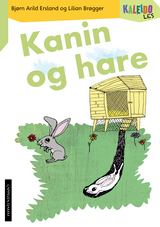 Bjørn Arild Ersland og Lilian Brøgger
KALEIDO
LES
Kanin
og hare